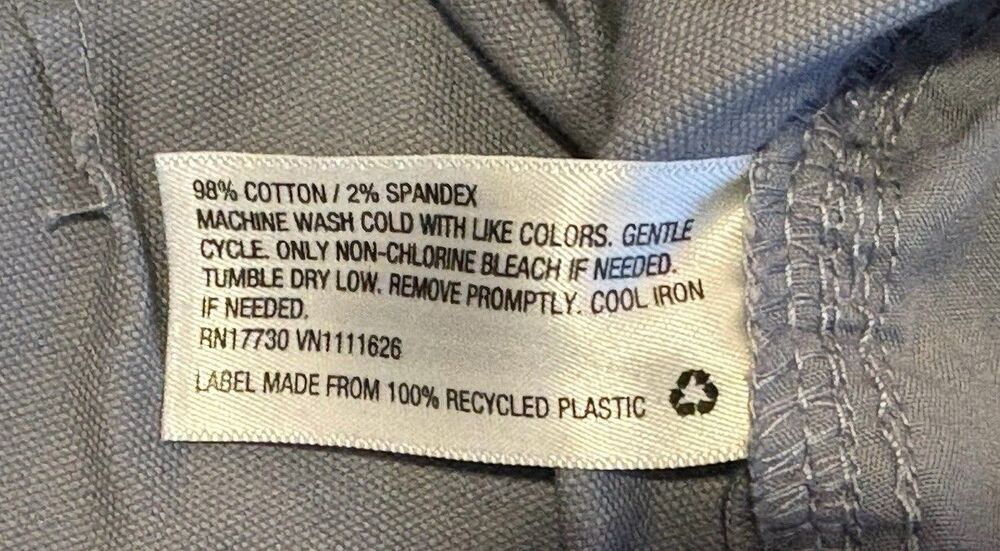 98% COTTON / 2% SPANDEX
MACHINE WASH COLD WITH LIKE COLORS. GENTLE
CYCLE. ONLY NON-CHLORINE BLEACH IF NEEDED.
TUMBLE DRY LOW. REMOVE PROMPTLY. COOL IRON
IF NEEDED.
RN17730 VN1111626
LABEL MADE FROM 100% RECYCLED PLASTIC